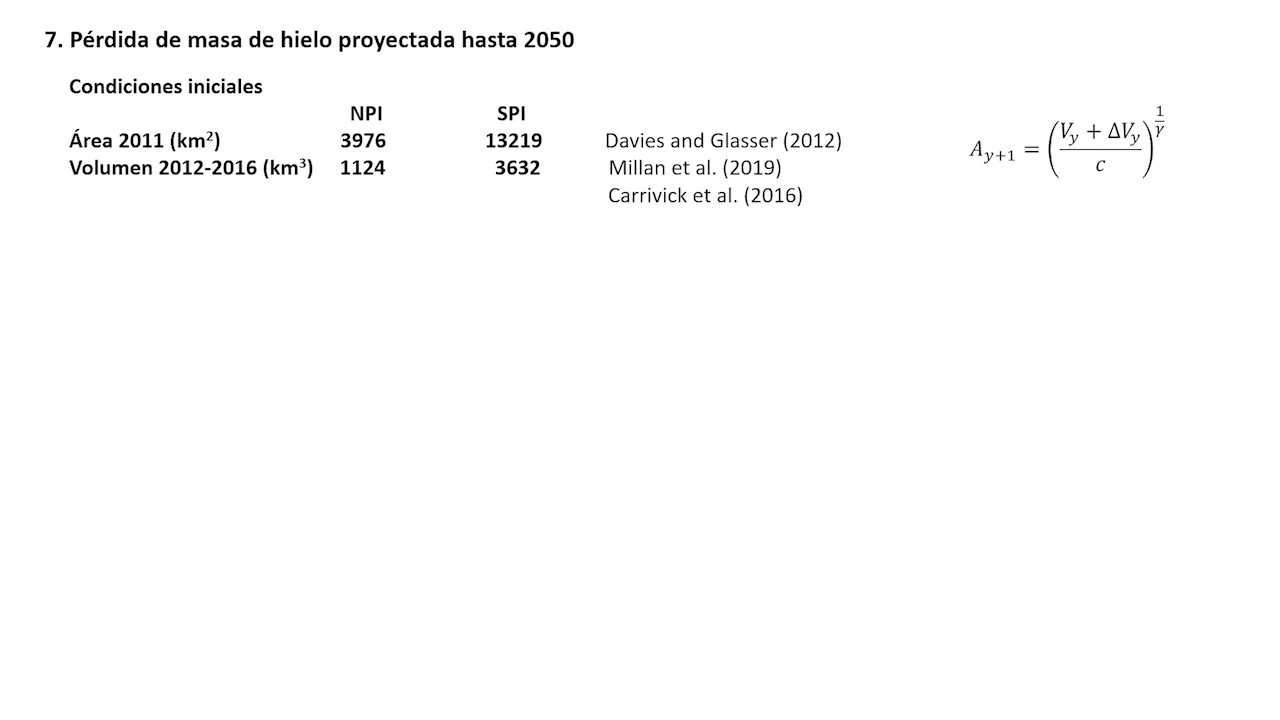 7. Pérdida de masa de hielo proyectada hasta 2050
Condiciones iniciales
NPI SPI
Área 2011 (km²) 3976 13219 Davies and Glasser (2012)
Volumen 2012-2016 (km³) 1124 3632 Millan et al. (2019)
Carrivick et al. (2016)
A_{y+1} = ((V_y + ΔV_y)/c)^{1/γ}